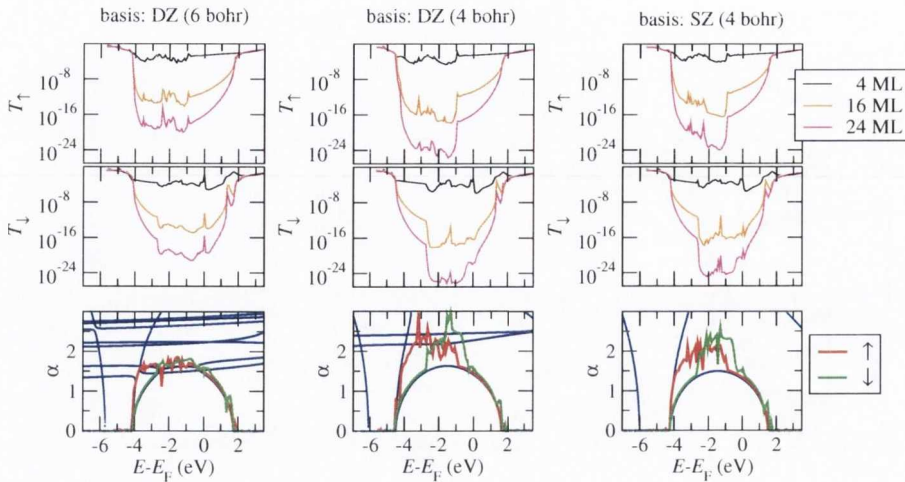 basis: DZ (6 bohr)
basis: DZ (4 bohr)
basis: SZ (4 bohr)
T↑
10^-8
10^-16
10^-24
T↑
10^-8
10^-16
10^-24
T↑
10^-8
10^-16
10^-24
4 ML
16 ML
24 ML
T↓
10^-8
10^-16
10^-24
T↓
10^-8
10^-16
10^-24
T↓
10^-8
10^-16
10^-24
α
2
1
0
-6 -4 -2 0 2
E-E_F (eV)
α
2
1
0
-6 -4 -2 0 2
E-E_F (eV)
α
2
1
0
-6 -4 -2 0 2
E-E_F (eV)
↑
↓